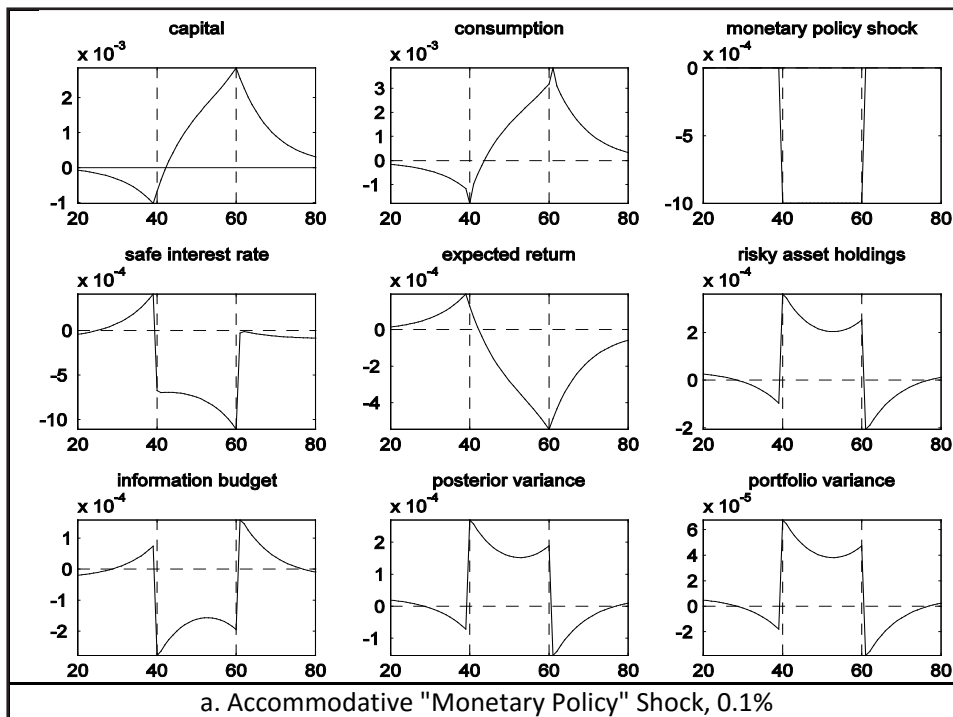 capital
consumption
monetary policy shock
x 10^-3
x 10^-3
x 10^-4
2
1
0
-1
20 40 60 80
3
2
1
0
-1
20 40 60 80
0
-5
-10
20 40 60 80
safe interest rate
expected return
risky asset holdings
x 10^-4
x 10^-4
x 10^-4
0
-5
-10
20 40 60 80
0
-2
-4
20 40 60 80
2
0
-2
20 40 60 80
information budget
posterior variance
portfolio variance
x 10^-4
x 10^-4
x 10^-5
1
0
-1
-2
20 40 60 80
2
1
0
-1
20 40 60 80
6
4
2
0
-2
20 40 60 80
a. Accommodative "Monetary Policy" Shock, 0.1%